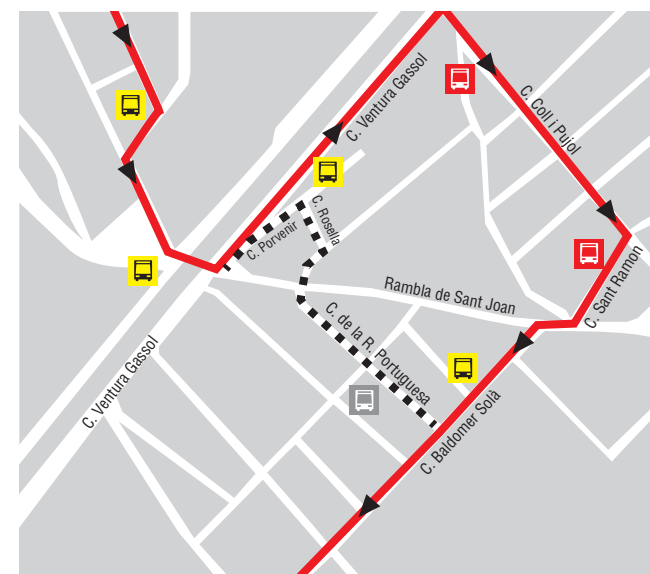 C. Ventura Gassol
C. Coll i Pujol
C. Rosella
C. Porvenir
C. Sant Ramon
Rambla de Sant Joan
C. de la R. Portuguesa
C. Ventura Gassol
C. Baldomer Solà